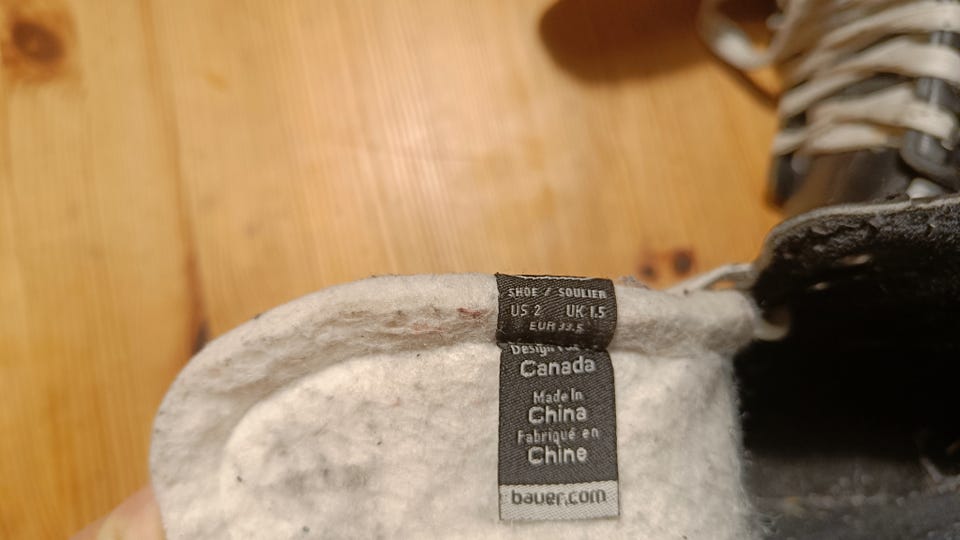 SHOE / SOULIER
US 2 UK 1.5
EUR 33.5
Canada
Made In
China
Fabriqué en
Chine
bauer.com